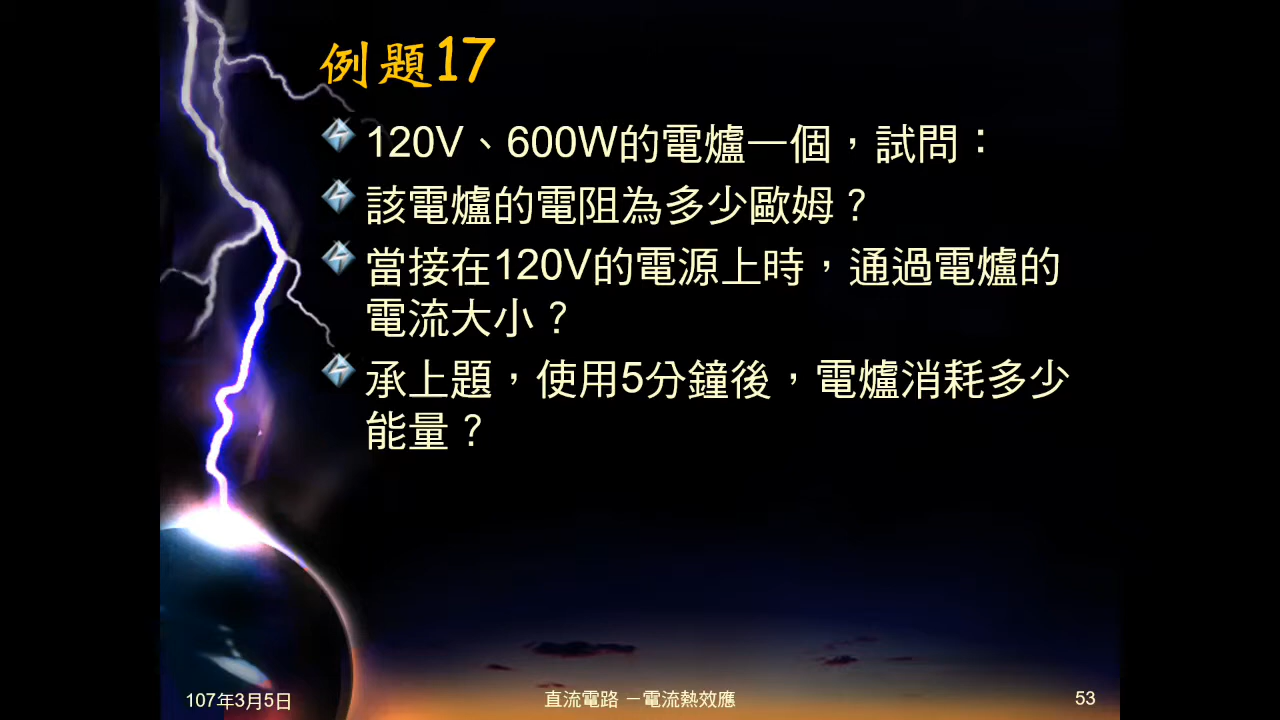 例題17
120V、600W的電爐一個，試問：
該電爐的電阻為多少歐姆？
當接在120V的電源上時，通過電爐的
電流大小？
承上題，使用5分鐘後，電爐消耗多少
能量？
107年3月5日
直流電路 －電流熱效應
53